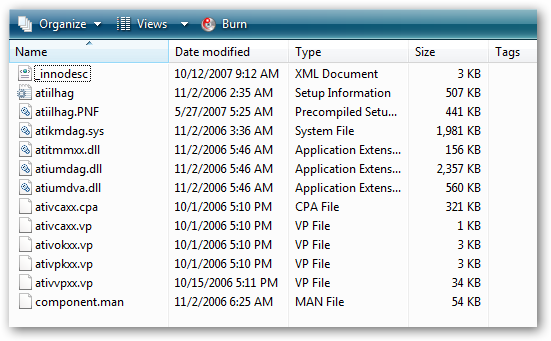 Organize Views Burn
Name Date modified Type Size Tags
_innodesc 10/12/2007 9:12 AM XML Document 3 KB
atiilhag 11/2/2006 2:35 AM Setup Information 507 KB
atiilhag.PNF 5/27/2007 5:25 AM Precompiled Setu... 441 KB
atikmdag.sys 11/2/2006 3:36 AM System File 1,981 KB
atitmmxx.dll 11/2/2006 5:46 AM Application Extens... 156 KB
atiumdag.dll 11/2/2006 5:46 AM Application Extens... 2,357 KB
atiumdva.dll 11/2/2006 5:46 AM Application Extens... 560 KB
ativcaxx.cpa 10/1/2006 5:10 PM CPA File 321 KB
ativcaxx.vp 10/1/2006 5:10 PM VP File 1 KB
ativokxx.vp 10/1/2006 5:10 PM VP File 3 KB
ativpkxx.vp 10/1/2006 5:10 PM VP File 3 KB
ativvpxx.vp 10/15/2006 5:11 PM VP File 34 KB
component.man 11/2/2006 6:25 AM MAN File 54 KB